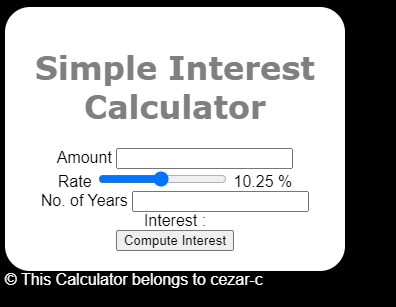 Simple Interest
Calculator
Amount
Rate 10.25 %
No. of Years
Interest :
Compute Interest
© This Calculator belongs to cezar-c